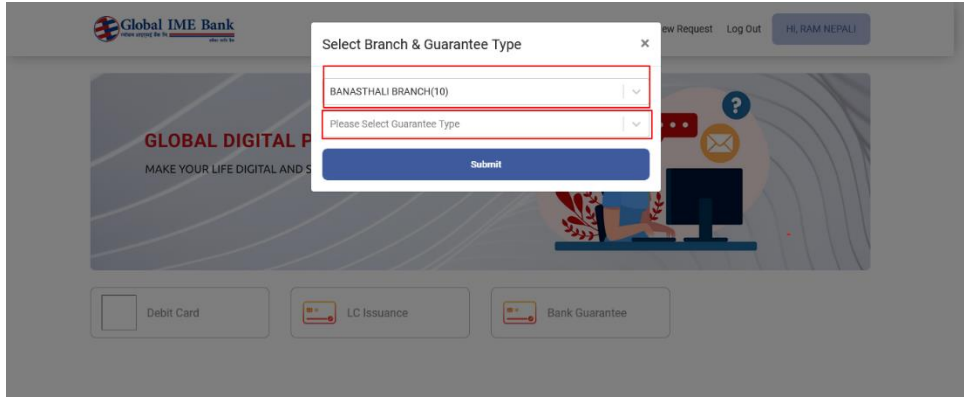 Global IME Bank
Select Branch & Guarantee Type
×
ew Request
Log Out
HI, RAM NEPALI
BANASTHALI BRANCH(10)
Please Select Guarantee Type
Submit
GLOBAL DIGITAL P
MAKE YOUR LIFE DIGITAL AND S
?
Debit Card
LC Issuance
Bank Guarantee